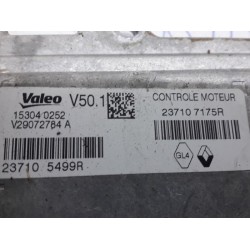 Valeo V50.1
15304 0252
V29072784 A
23710 5499R
CONTROLE MOTEUR
23710 7175R
GL4